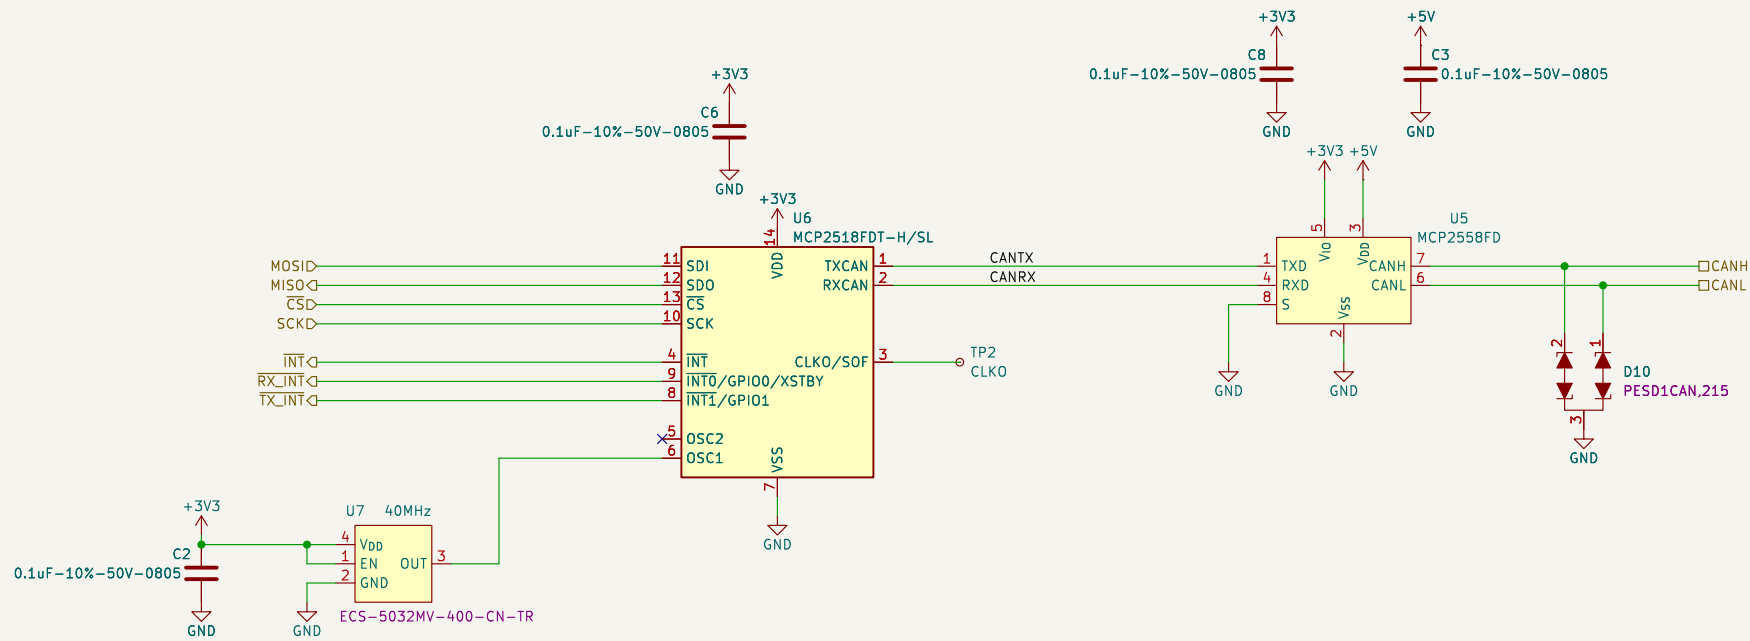 +3V3
C8
0.1uF-10%-50V-0805
GND
+5V
C3
0.1uF-10%-50V-0805
GND
+3V3
C6
0.1uF-10%-50V-0805
GND
+3V3
U6
MCP2518FDT-H/SL
14
VDD
MOSI
11
SDI
MISO
12
SDO
CS
13
CS
SCK
10
SCK
INT
4
INT
RX_INT
9
INT0/GPIO0/XSTBY
TX_INT
8
INT1/GPIO1
5
OSC2
6
OSC1
VSS
7
GND
TXCAN
1
CANTX
RXCAN
2
CANRX
CLKO/SOF
3
TP2
CLKO
+3V3
+5V
U5
MCP2558FD
5
VIO
3
VDD
1
TXD
4
RXD
8
S
GND
VSS
2
GND
CANH
7
CANH
CANL
6
CANL
2
1
D10
PESD1CAN,215
3
GND
+3V3
C2
0.1uF-10%-50V-0805
GND
U7
40MHz
4
VDD
1
EN
2
GND
OUT
3
GND
ECS-5032MV-400-CN-TR